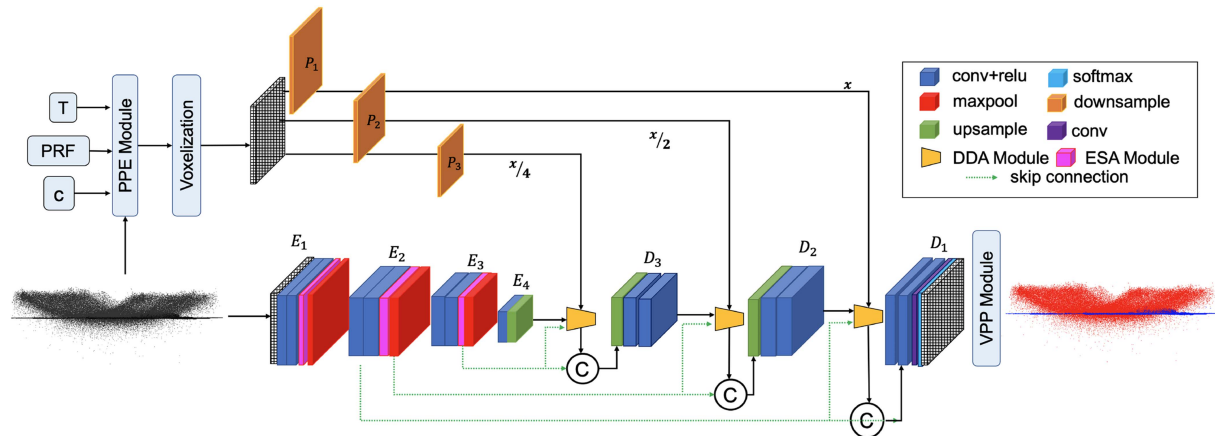 T
PRF
c
PPE Module
Voxelization
P1
P2
P3
x
x/2
x/4
conv+relu
softmax
maxpool
downsample
upsample
conv
DDA Module
ESA Module
skip connection
E1
E2
E3
E4
D3
D2
D1
C
C
C
VPP Module